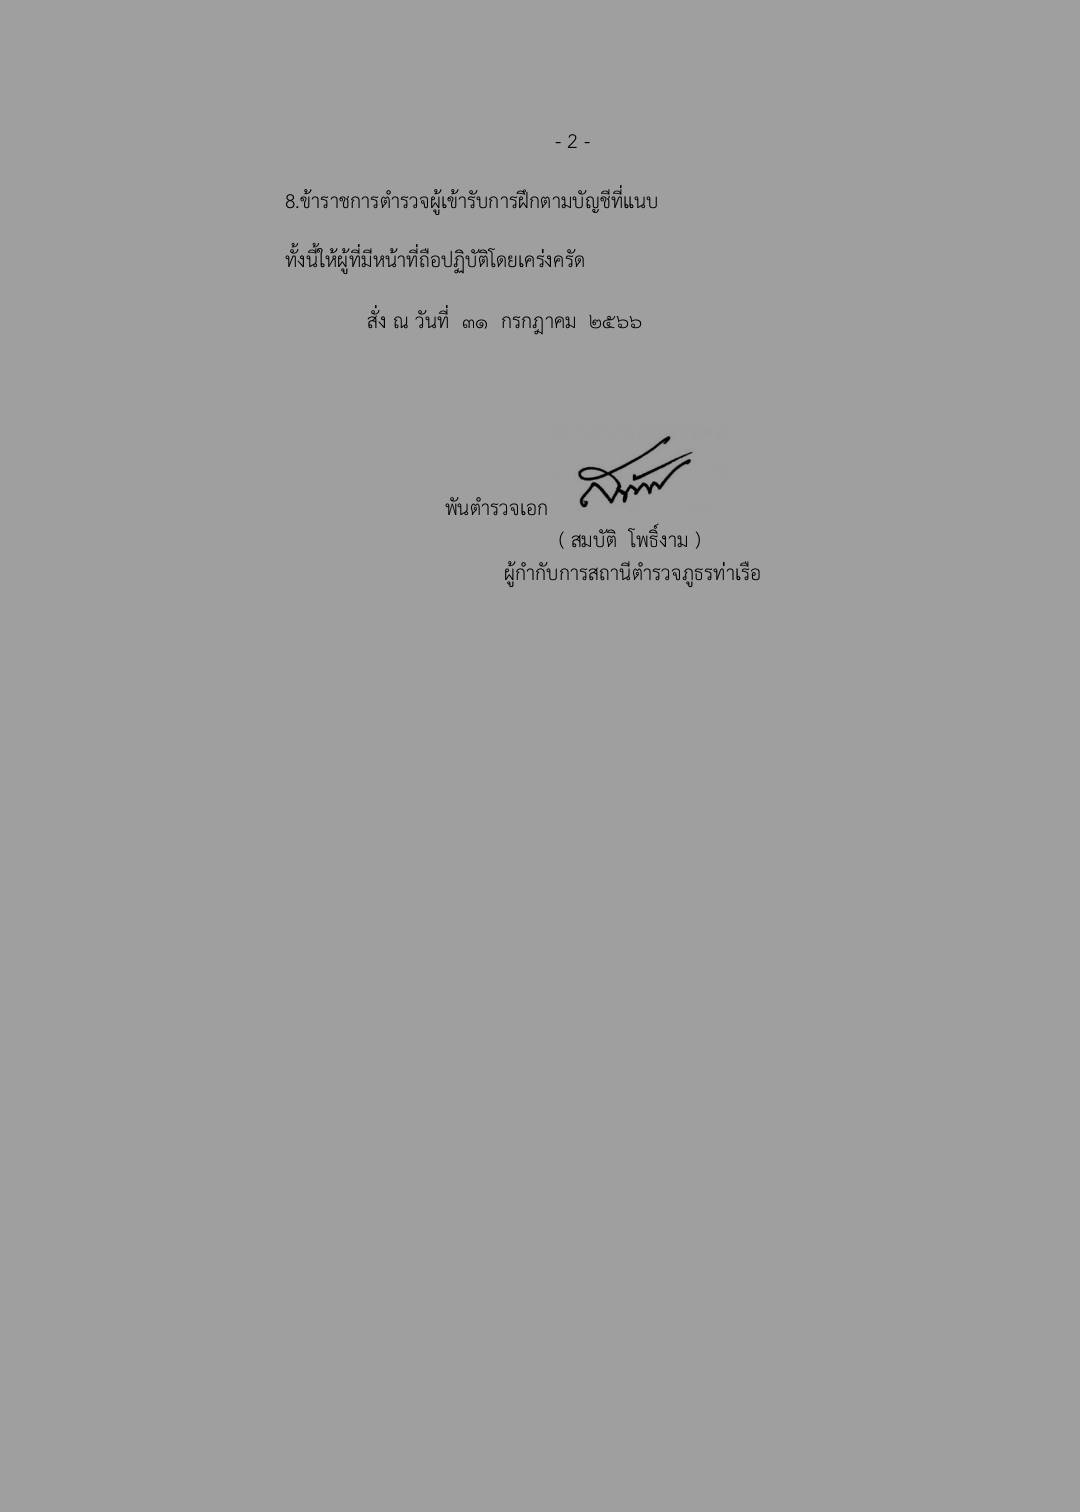 - 2 -
8.ข้าราชการตำรวจผู้เข้ารับการฝึกตามบัญชีที่แนบ
ทั้งนี้ให้ผู้ที่มีหน้าที่ถือปฏิบัติโดยเคร่งครัด
สั่ง ณ วันที่ ๓๑ กรกฎาคม ๒๕๖๖
พันตำรวจเอก
( สมบัติ โพธิ์งาม )
ผู้กำกับการสถานีตำรวจภูธรท่าเรือ